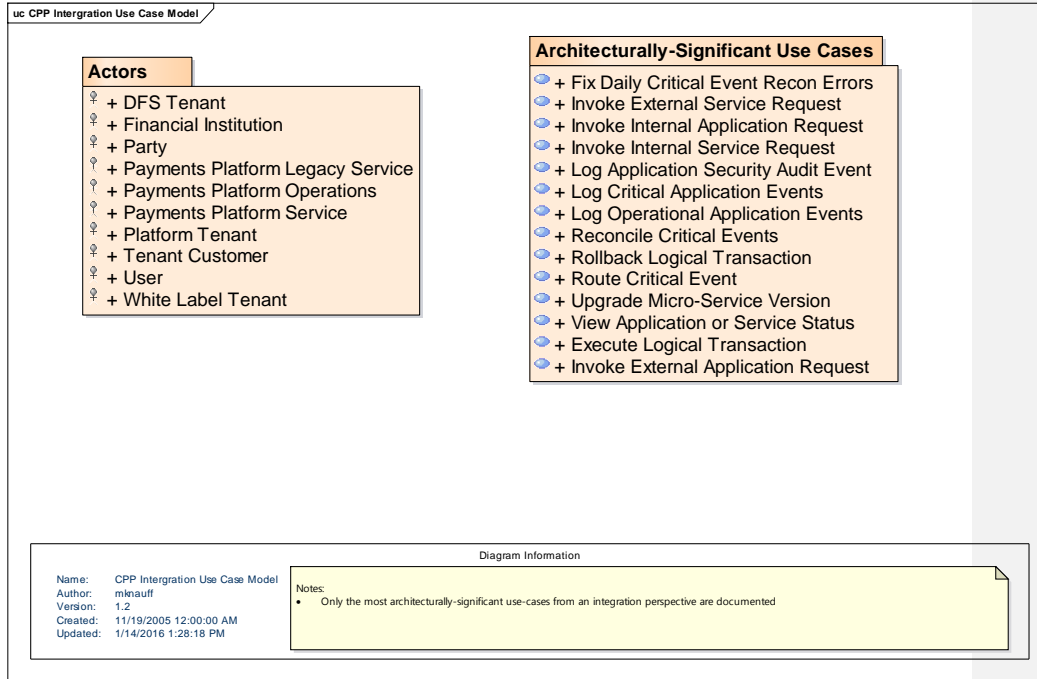 uc CPP Intergration Use Case Model
Actors
+ DFS Tenant
+ Financial Institution
+ Party
+ Payments Platform Legacy Service
+ Payments Platform Operations
+ Payments Platform Service
+ Platform Tenant
+ Tenant Customer
+ User
+ White Label Tenant
Architecturally-Significant Use Cases
+ Fix Daily Critical Event Recon Errors
+ Invoke External Service Request
+ Invoke Internal Application Request
+ Invoke Internal Service Request
+ Log Application Security Audit Event
+ Log Critical Application Events
+ Log Operational Application Events
+ Reconcile Critical Events
+ Rollback Logical Transaction
+ Route Critical Event
+ Upgrade Micro-Service Version
+ View Application or Service Status
+ Execute Logical Transaction
+ Invoke External Application Request
Diagram Information
Name: CPP Intergration Use Case Model
Author: mknauff
Version: 1.2
Created: 11/19/2005 12:00:00 AM
Updated: 1/14/2016 1:28:18 PM
Notes:
• Only the most architecturally-significant use-cases from an integration perspective are documented